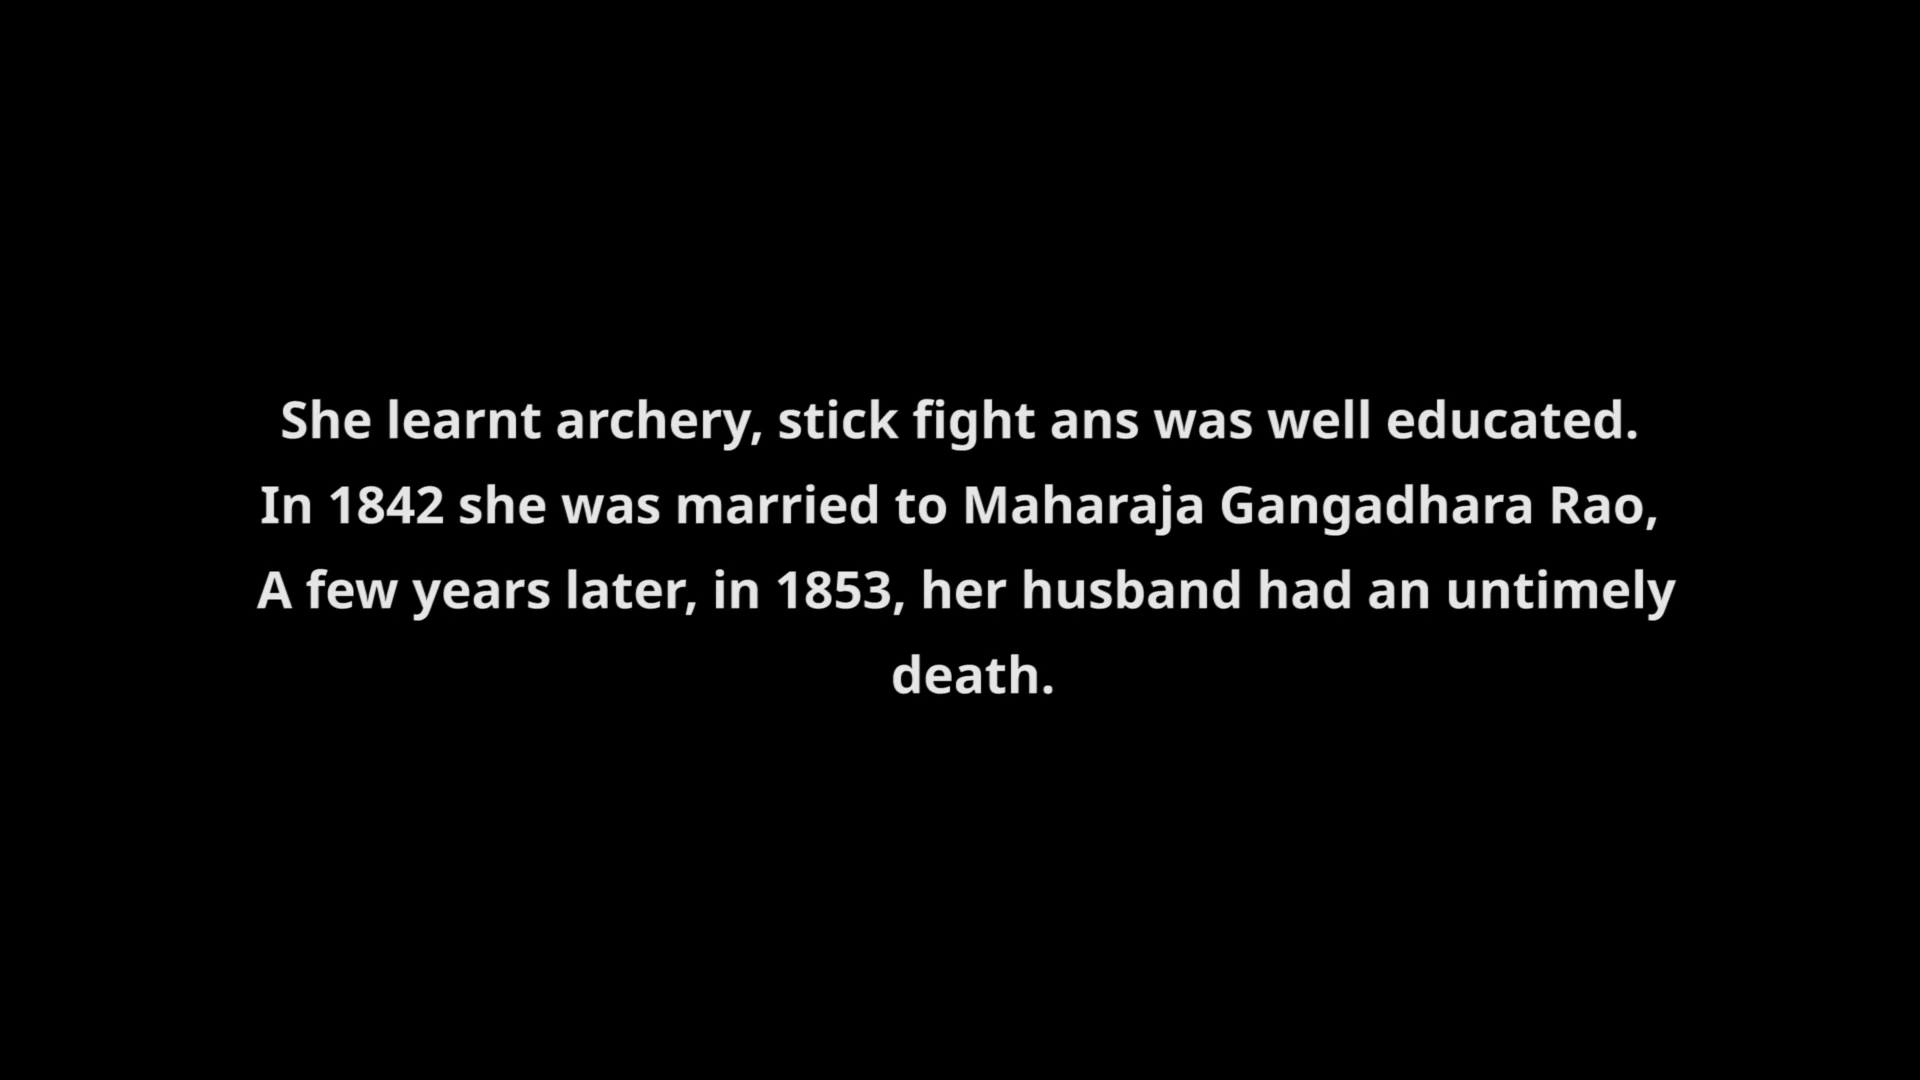 She learnt archery, stick fight ans was well educated.
In 1842 she was married to Maharaja Gangadhara Rao,
A few years later, in 1853, her husband had an untimely
death.